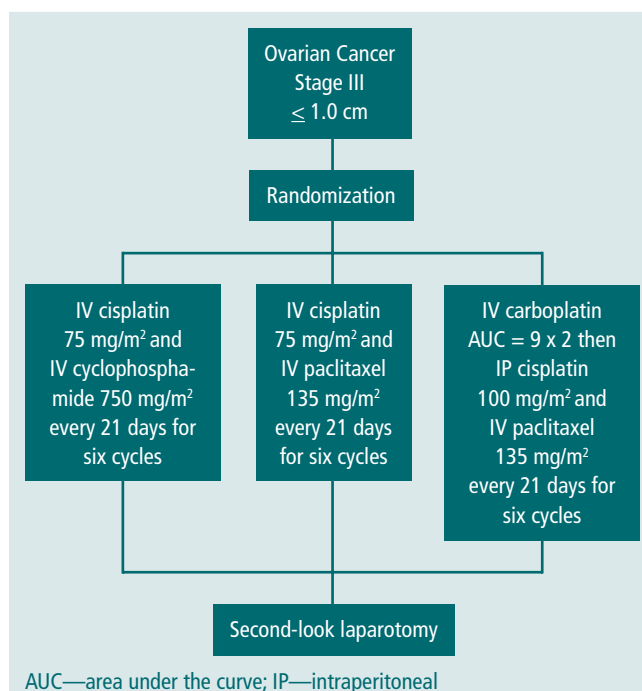 Ovarian Cancer
Stage III
≤ 1.0 cm
Randomization
IV cisplatin
75 mg/m² and
IV cyclophospha-
mide 750 mg/m²
every 21 days for
six cycles
IV cisplatin
75 mg/m² and
IV paclitaxel
135 mg/m²
every 21 days
for six cycles
IV carboplatin
AUC = 9 x 2 then
IP cisplatin
100 mg/m² and
IV paclitaxel
135 mg/m²
every 21 days for
six cycles
Second-look laparotomy
AUC—area under the curve; IP—intraperitoneal